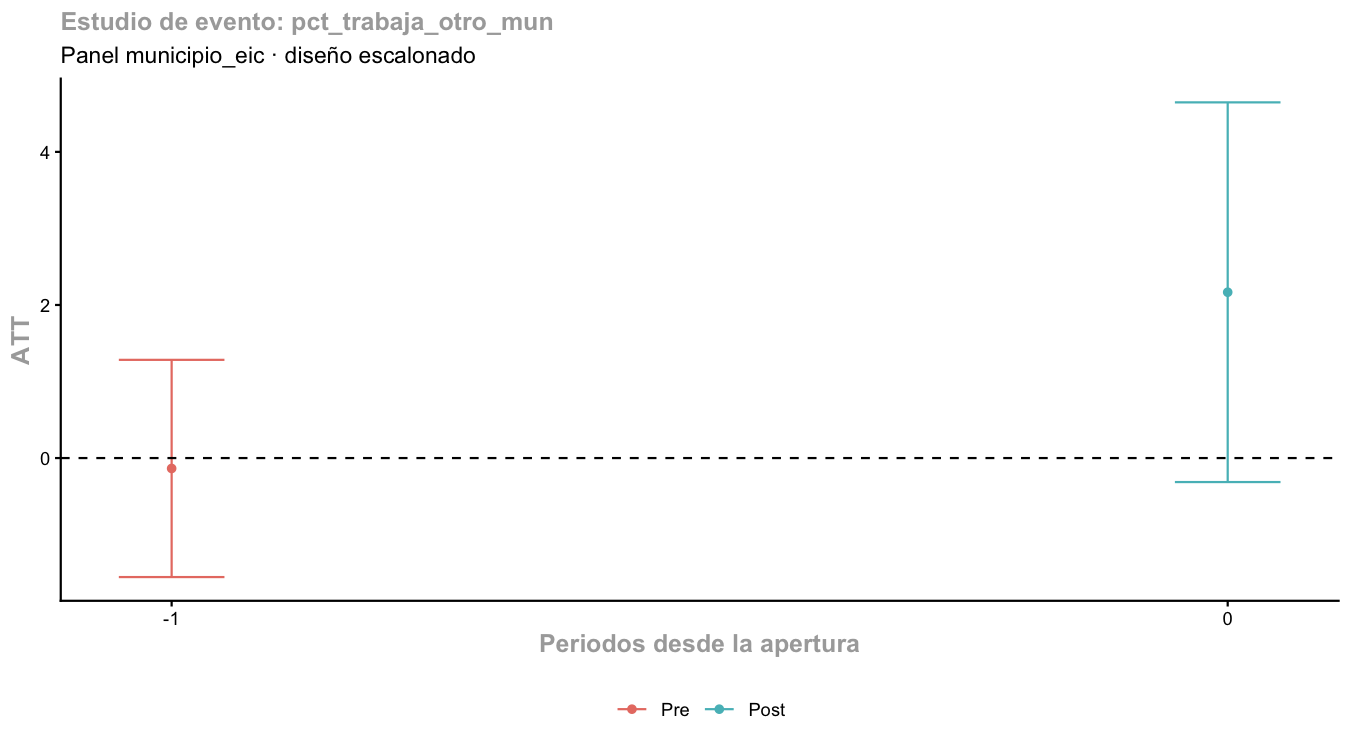 Estudio de evento: pct_trabaja_otro_mun
Panel municipio_eic · diseño escalonado
ATT
4
2
0
-1
0
Periodos desde la apertura
Pre
Post